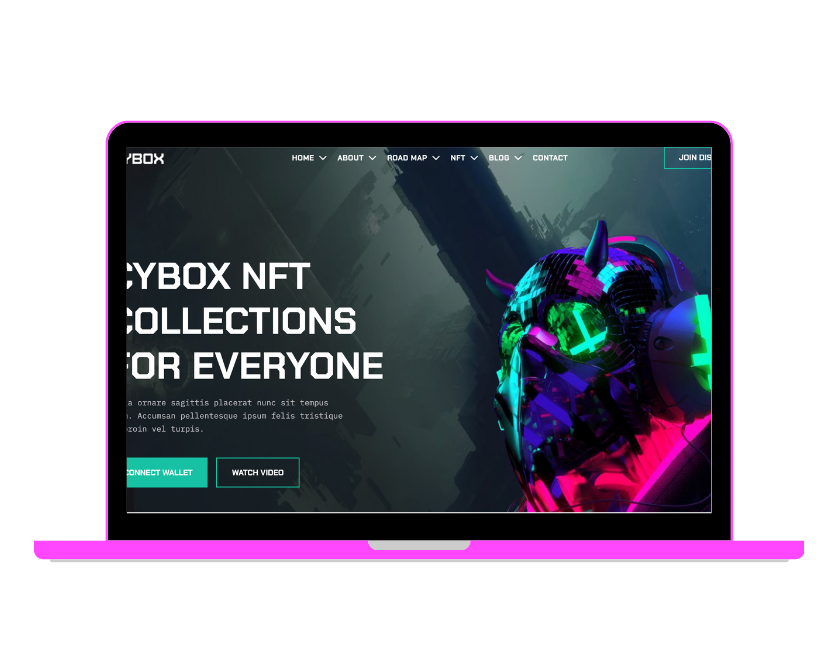 YBOX
HOME ABOUT ROAD MAP NFT BLOG CONTACT
JOIN DIS
CYBOX NFT
COLLECTIONS
FOR EVERYONE
a ornare sagittis placerat nunc sit tempus
. Accumsan pellentesque ipsum felis tristique
proin vel turpis.
CONNECT WALLET
WATCH VIDEO